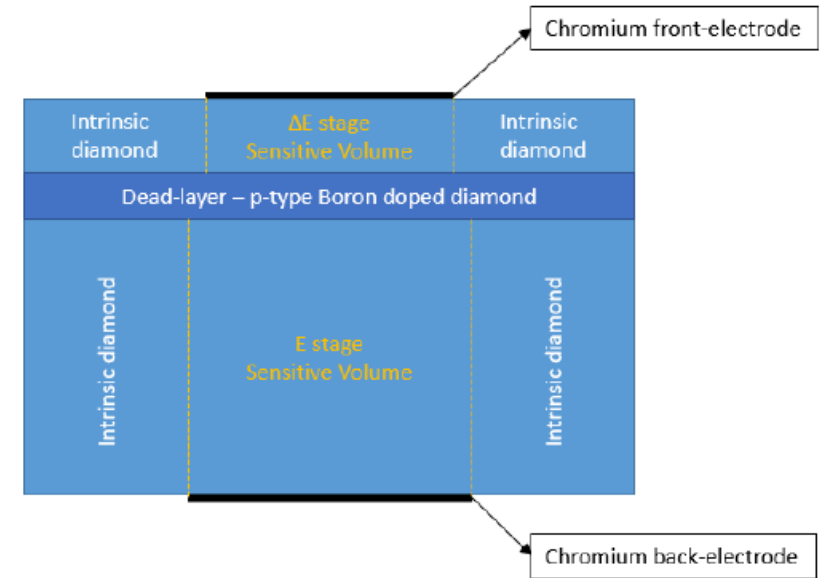 Chromium front-electrode
Intrinsic
diamond
ΔE stage
Sensitive Volume
Intrinsic
diamond
Dead-layer – p-type Boron doped diamond
Intrinsic diamond
E stage
Sensitive Volume
Intrinsic diamond
Chromium back-electrode